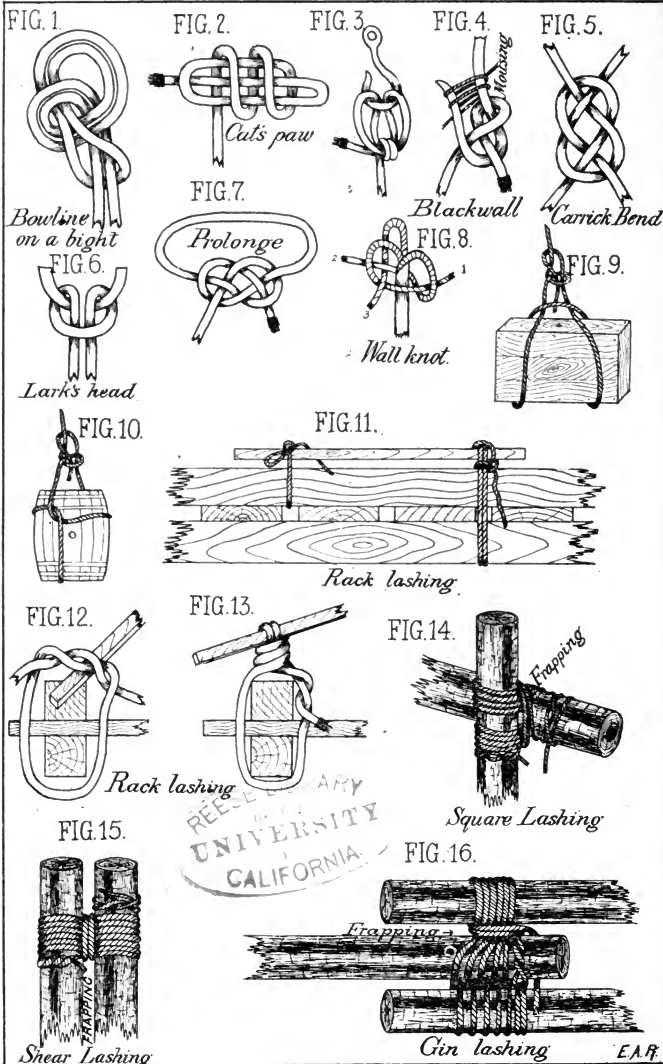 FIG. 1.
FIG. 2.
FIG. 3.
FIG. 4.
FIG. 5.
Mousing
Cat's paw
Bowline
on a bight
Blackwall
Carrick Bend
FIG. 6.
FIG. 7.
FIG. 8.
FIG. 9.
Prolonge
2
1
3
Wall knot.
Lark's head
FIG. 10.
FIG. 11.
Rack lashing
FIG. 12.
FIG. 13.
FIG. 14.
Frapping
Rack lashing
Square Lashing
REESE LIBRARY
UNIVERSITY
CALIFORNIA
FIG. 15.
FIG. 16.
Frapping
FRAPPING
Shear Lashing
Gin lashing